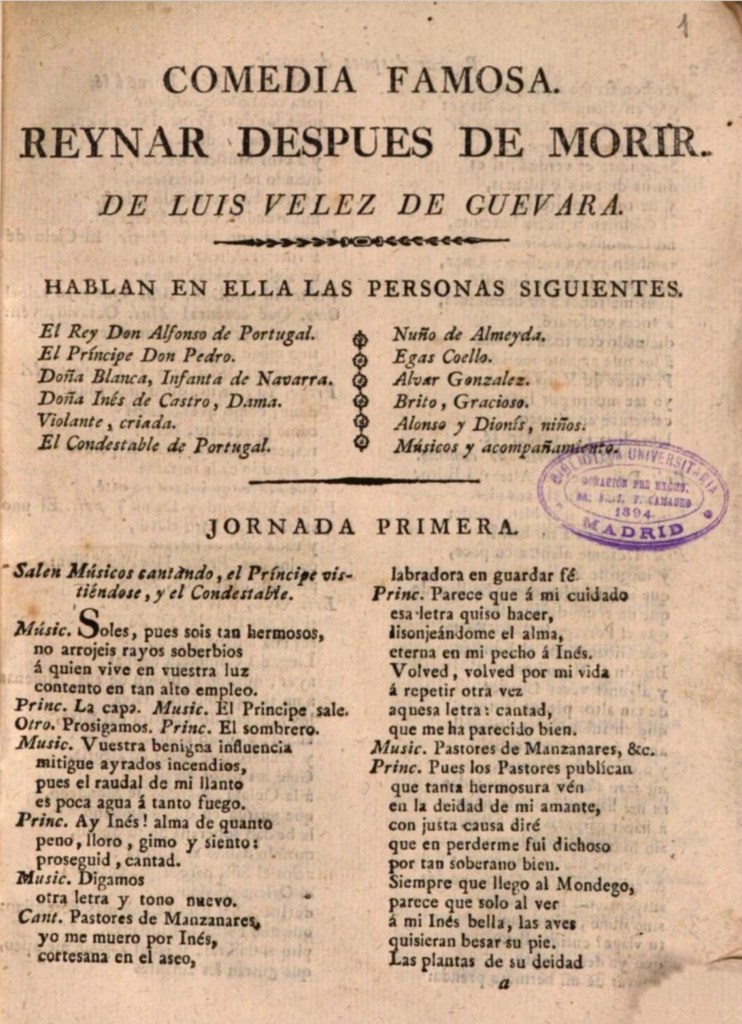 1
COMEDIA FAMOSA.
REYNAR DESPUES DE MORIR.
DE LUIS VELEZ DE GUEVARA.
HABLAN EN ELLA LAS PERSONAS SIGUIENTES.
El Rey Don Alfonso de Portugal.
El Príncipe Don Pedro.
Doña Blanca, Infanta de Navarra.
Doña Inés de Castro, Dama.
Violante, criada.
El Condestable de Portugal.
Nuño de Almeyda.
Egas Coello.
Alvar Gonzalez.
Brito, Gracioso.
Alonso y Dionís, niños.
Músicos y acompañamiento.
BIBLIOTECA UNIVERSITARIA
DONACIÓN DEL EXCMO.
SR. F. CAMACHO
1894
MADRID
JORNADA PRIMERA.
Salen Músicos cantando, el Príncipe vis-
tiéndose, y el Condestable.
Músic. Soles, pues sois tan hermosos,
no arrojeis rayos soberbios
á quien vive en vuestra luz
contento en tan alto empleo.
Princ. La capa. Music. El Principe sale.
Otro. Prosigamos. Princ. El sombrero.
Music. Vuestra benigna influencia
mitigue ayrados incendios,
pues el raudal de mi llanto
es poca agua á tanto fuego.
Princ. Ay Inés! alma de quanto
peno, lloro, gimo y siento:
proseguid, cantad.
Music. Digamos
otra letra y tono nuevo.
Cant. Pastores de Manzanares,
yo me muero por Inés,
cortesana en el aseo,
labradora en guardar fé.
Princ. Parece que á mi cuidado
esa letra quiso hacer,
lisonjeándome el alma,
eterna en mi pecho á Inés.
Volved, volved por mi vida
á repetir otra vez
aquesa letra: cantad,
que me ha parecido bien.
Music. Pastores de Manzanares, &c.
Princ. Pues los Pastores publican
que tanta hermosura vén
en la deidad de mi amante,
con justa causa diré
que en perderme fui dichoso
por tan soberano bien.
Siempre que llego al Mondego,
parece que solo al ver
á mi Inés bella, las aves
quisieran besar su pie.
Las plantas de su deidad
a